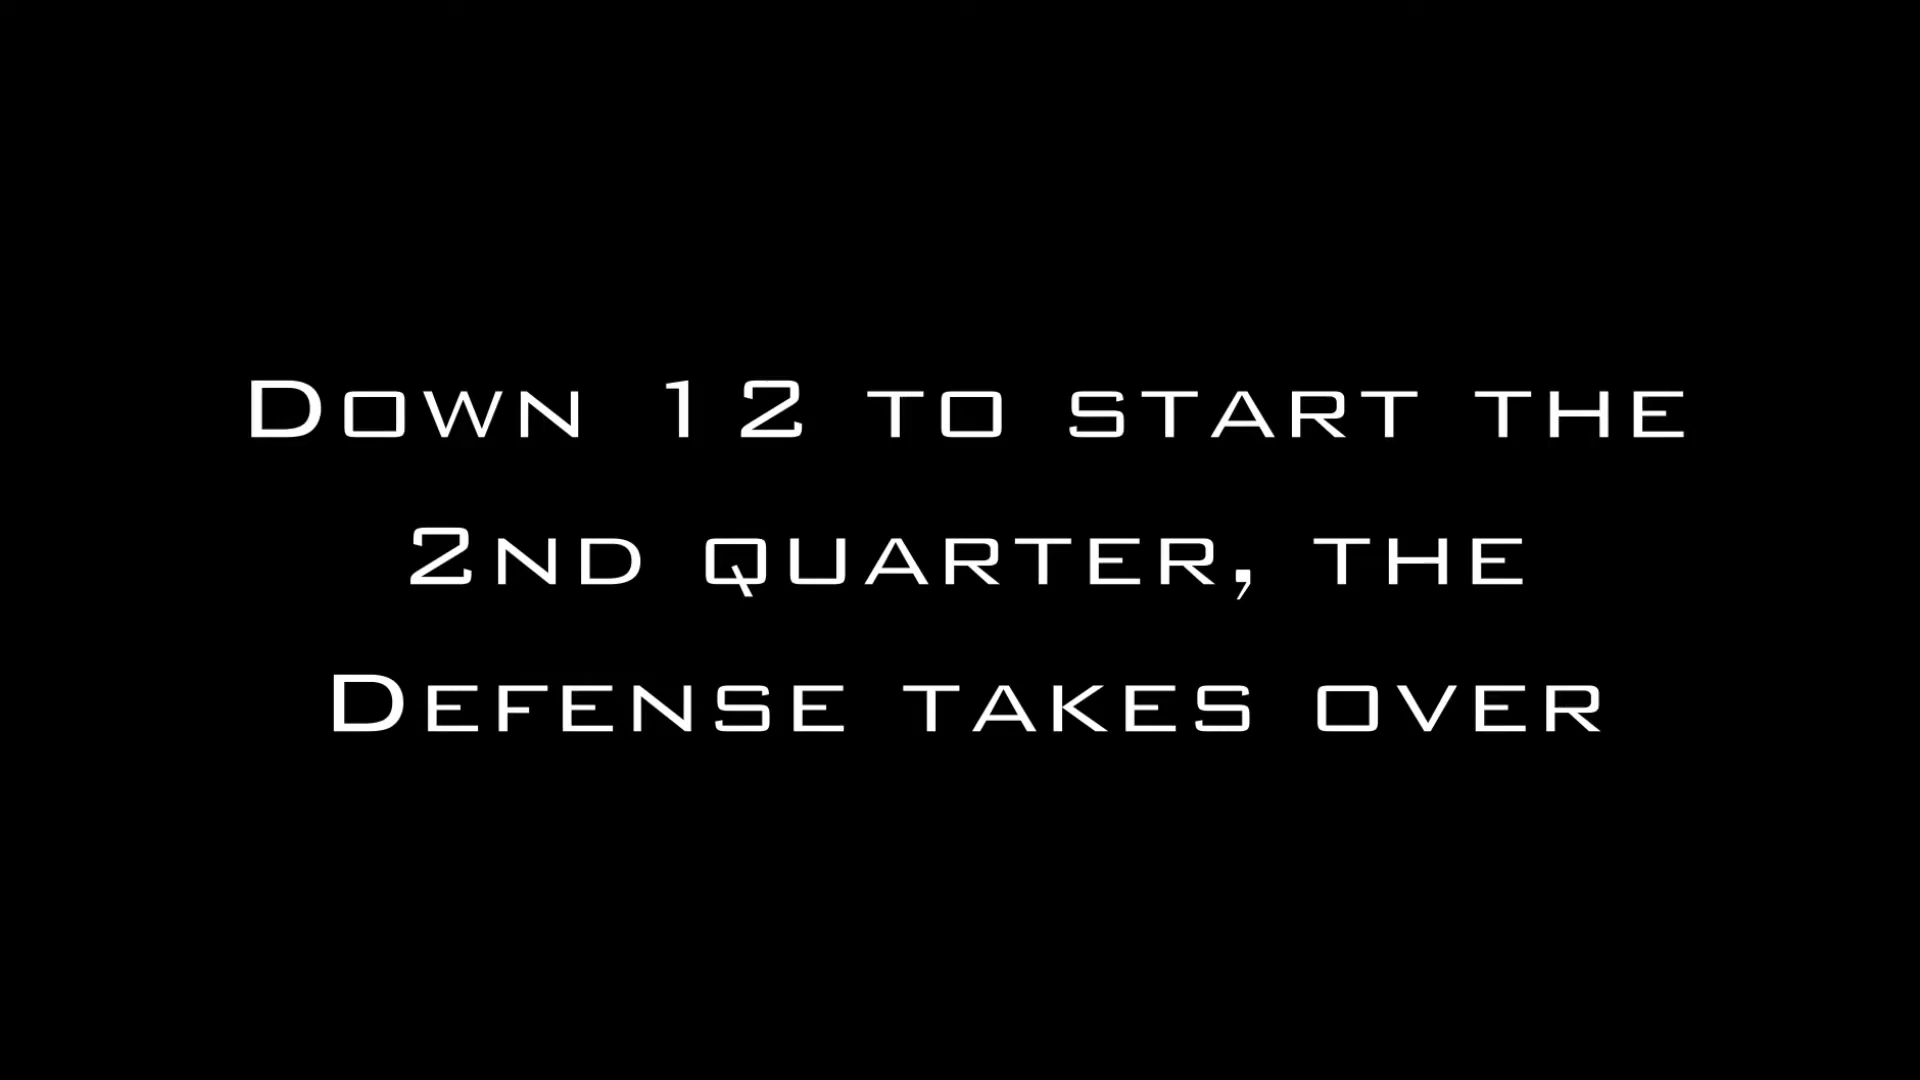 Down 12 to start the
2nd quarter, the
Defense takes over